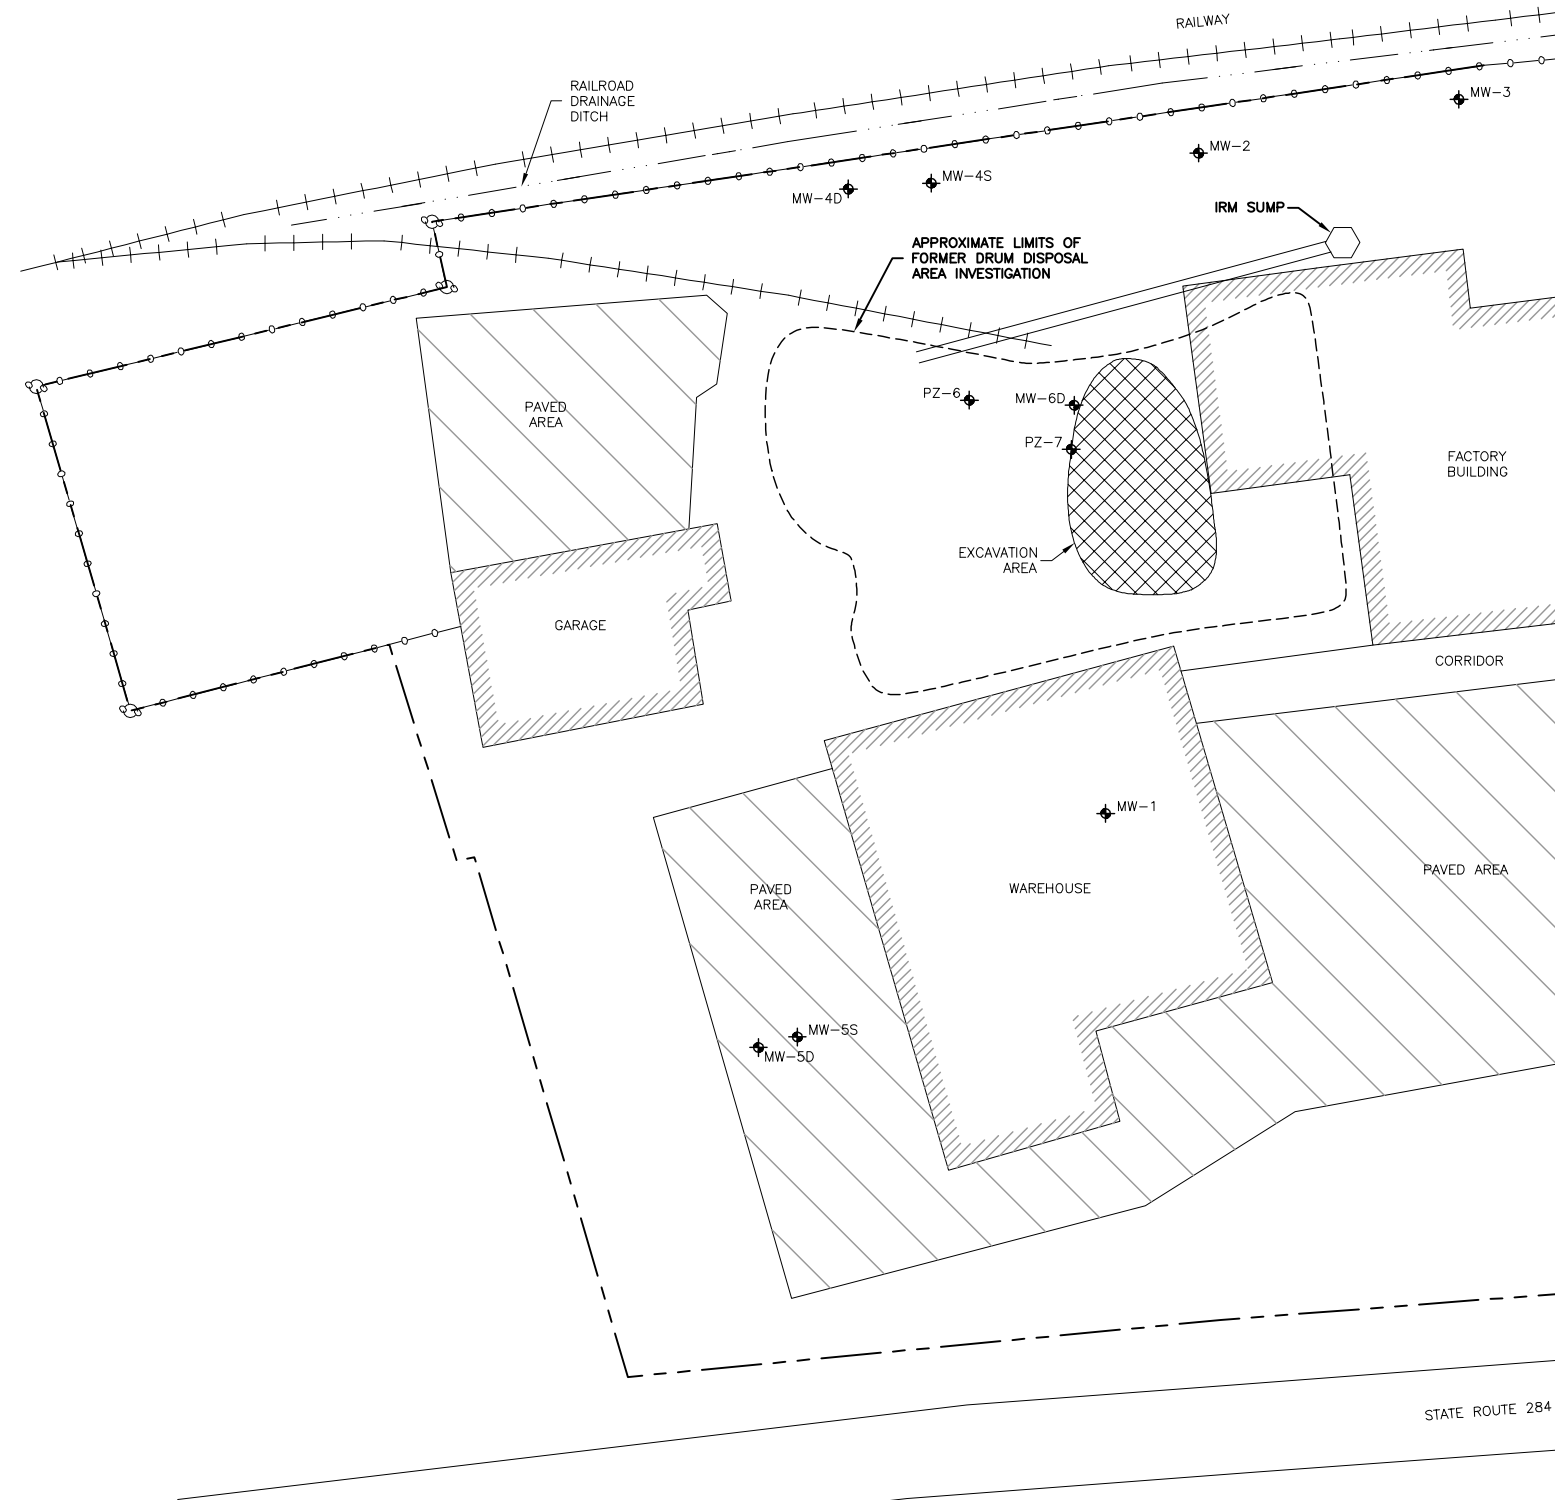 RAILWAY
RAILROAD
DRAINAGE
DITCH
MW-3
MW-2
MW-4S
MW-4D
IRM SUMP
APPROXIMATE LIMITS OF
FORMER DRUM DISPOSAL
AREA INVESTIGATION
PZ-6
MW-6D
PAVED
AREA
PZ-7
FACTORY
BUILDING
EXCAVATION
AREA
GARAGE
CORRIDOR
MW-1
PAVED AREA
PAVED
AREA
WAREHOUSE
MW-5S
MW-5D
STATE ROUTE 284